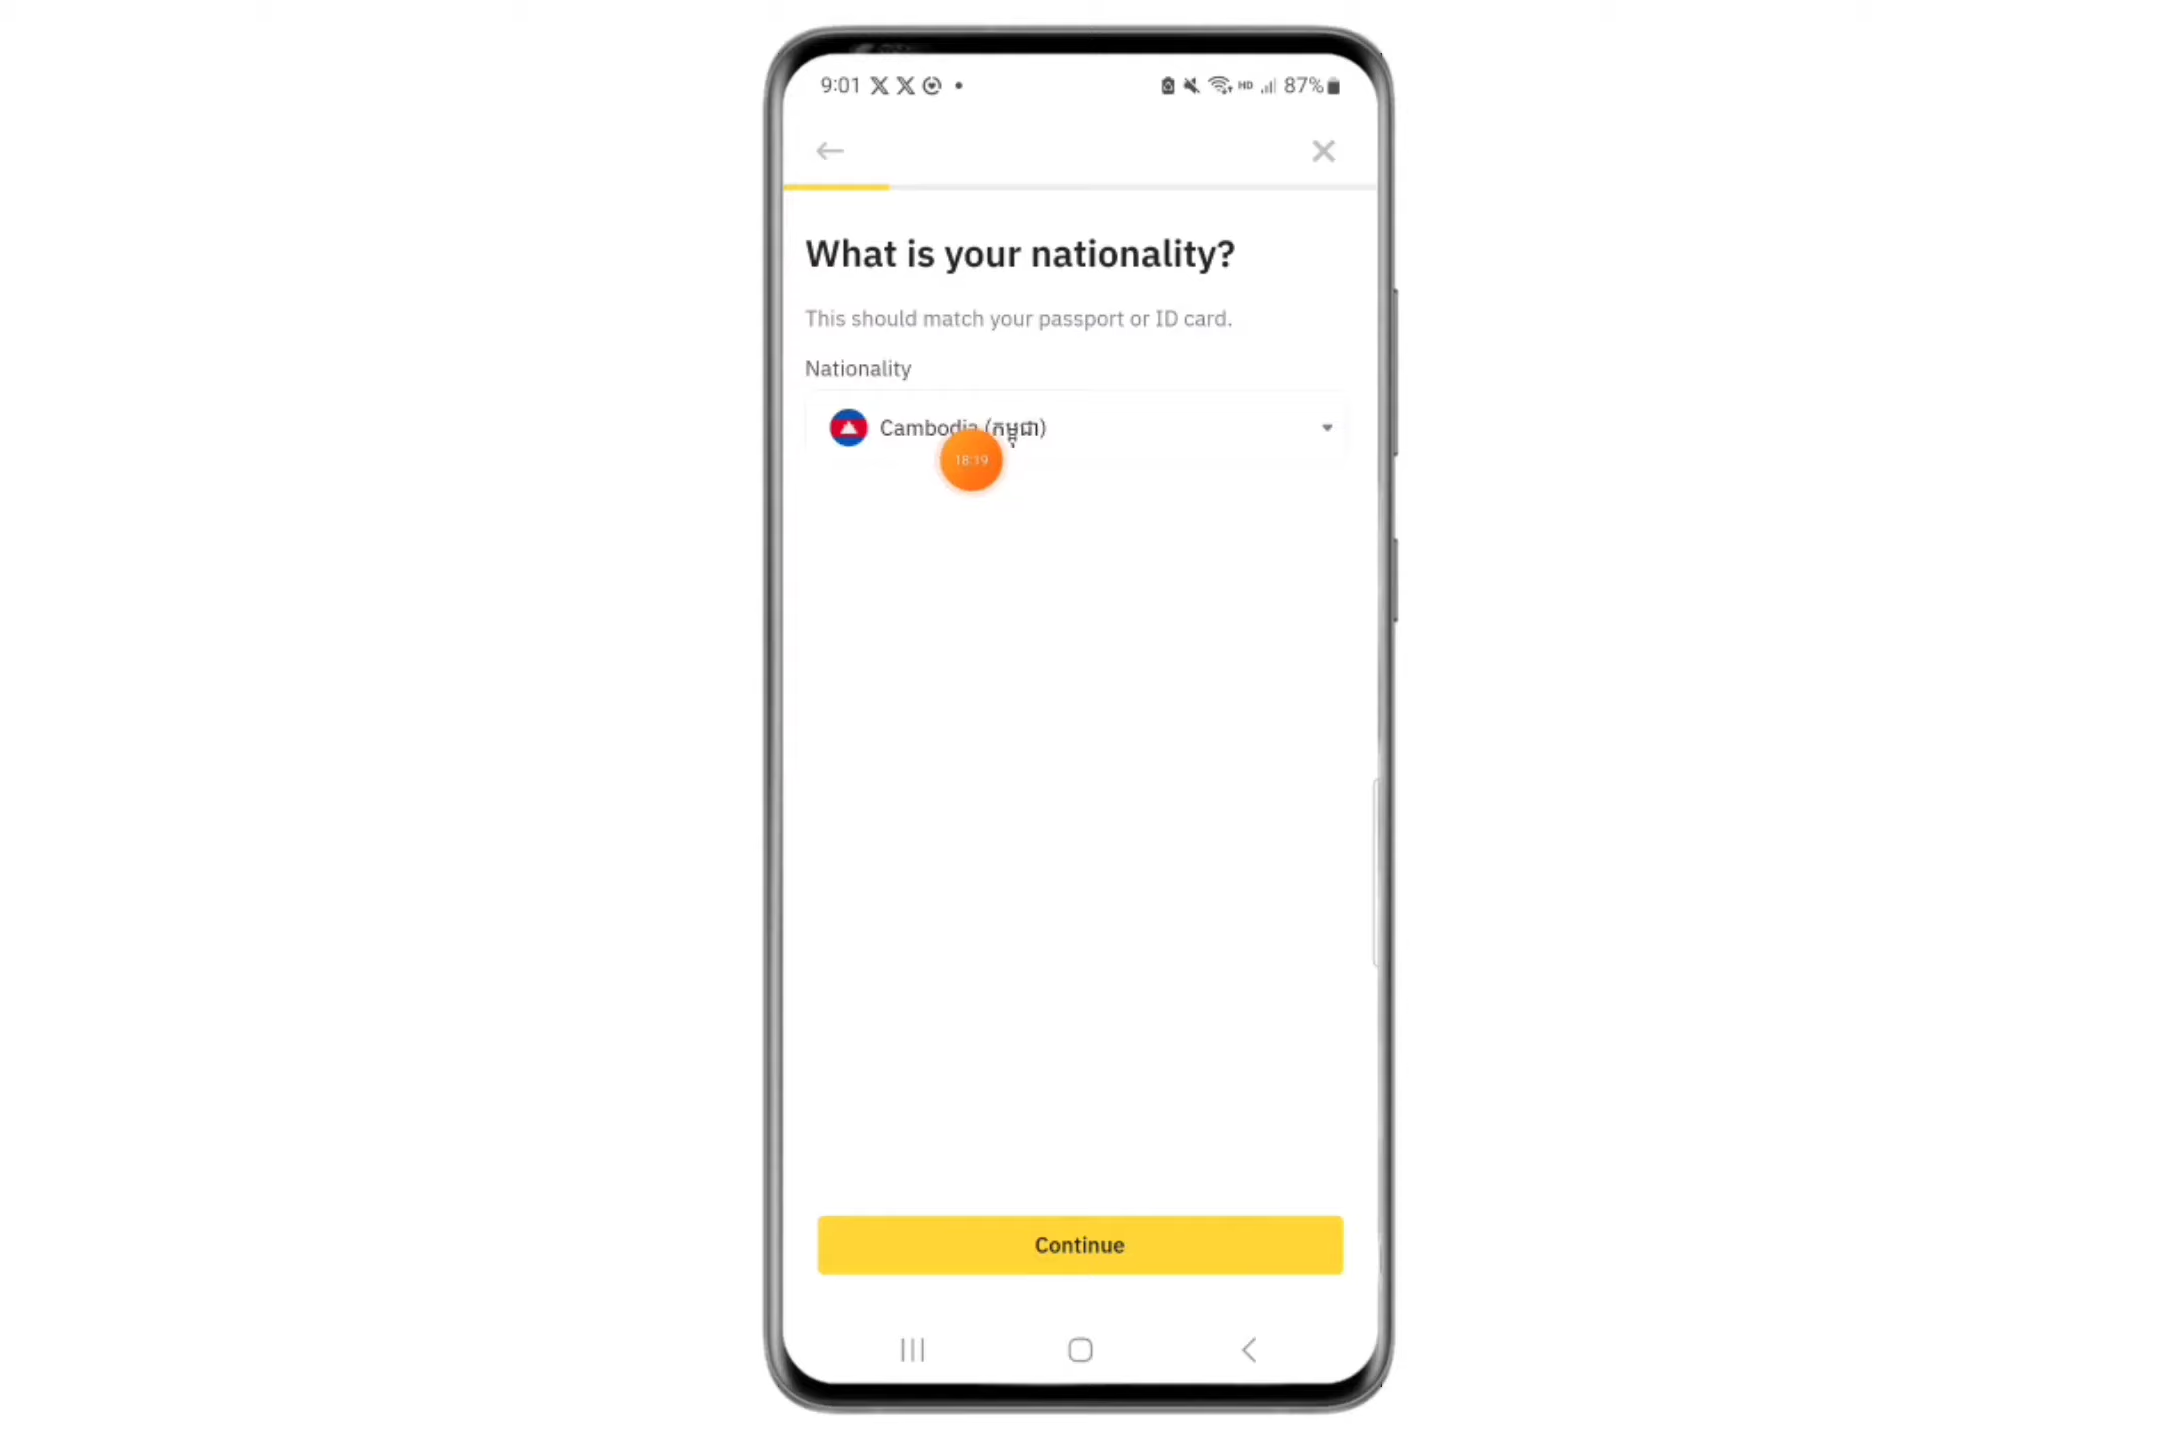 9:01 HD 87%
What is your nationality?
This should match your passport or ID card.
Nationality
Cambodia (កម្ពុជា)
18:19
Continue